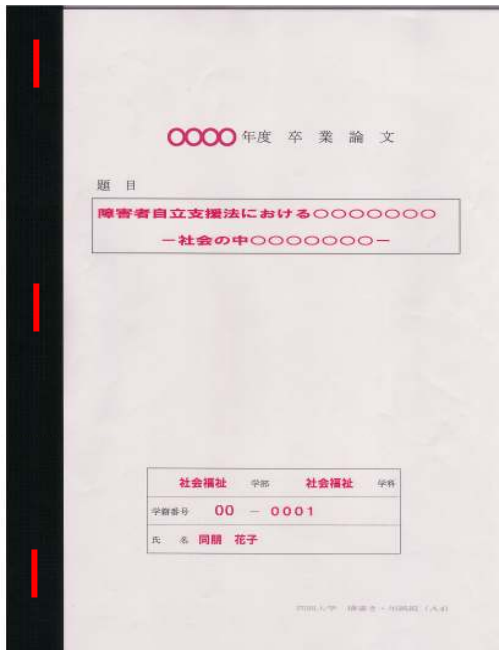 〇〇〇〇年度 卒業論文
題 目
障害者自立支援法における〇〇〇〇〇〇〇
－社会の中〇〇〇〇〇〇〇－
社会福祉 学部 社会福祉 学科
学籍番号 00 － 0001
氏 名 同朋 花子